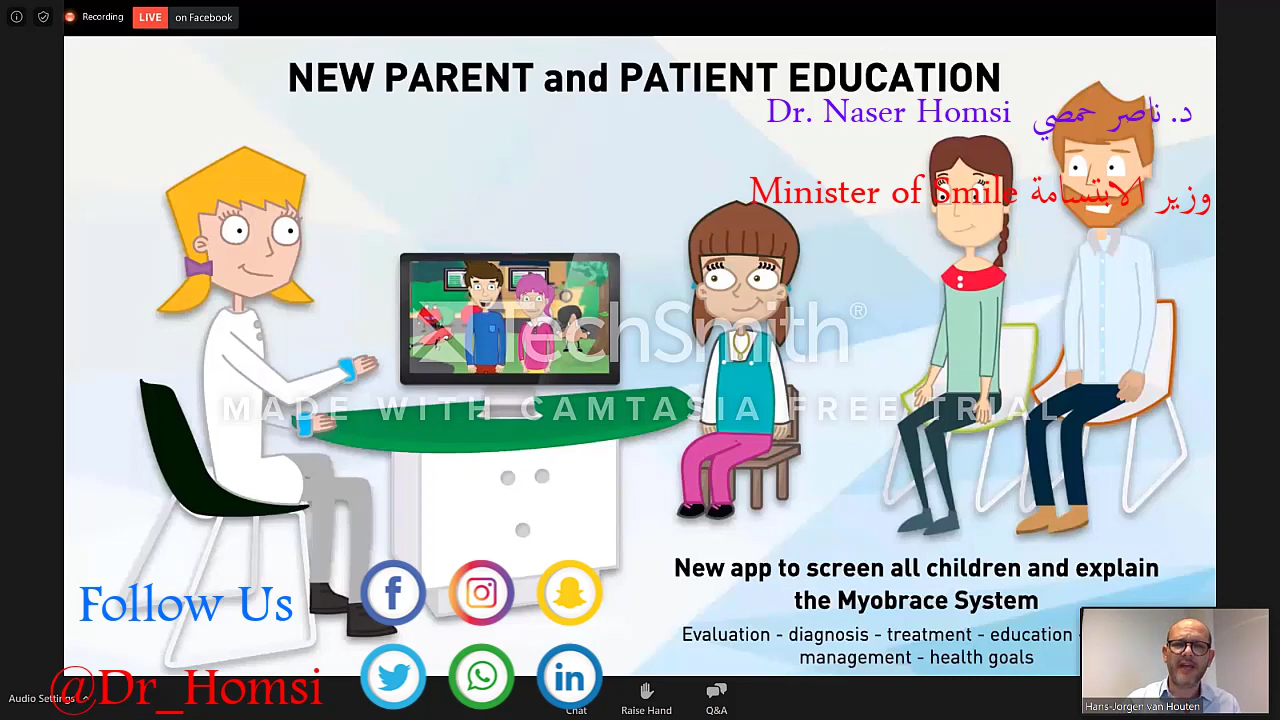 Recording
LIVE on Facebook
NEW PARENT and PATIENT EDUCATION
Dr. Naser Homsi د. ناصر حمصي
Minister of Smile وزير الابتسامة
TechSmith®
MADE WITH CAMTASIA FREE TRIAL
New app to screen all children and explain
the Myobrace System
Evaluation - diagnosis - treatment - education -
management - health goals
Follow Us
@Dr_Homsi
Audio Settings
Chat
Raise Hand
Q&A
Hans-Jorgen van Houten